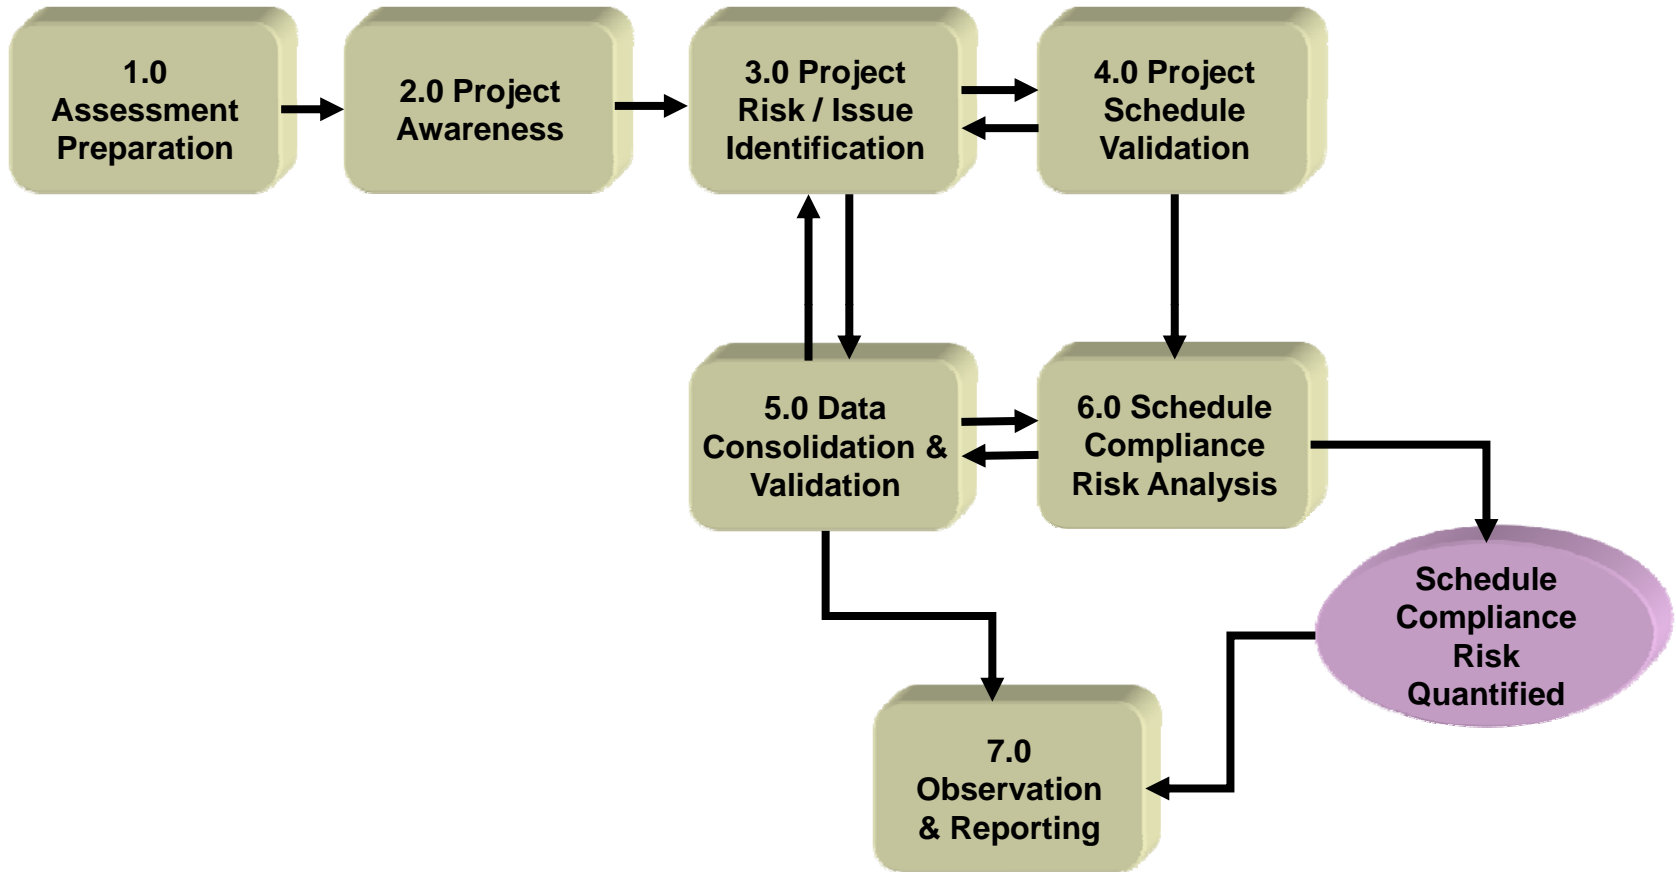 1.0
Assessment
Preparation
2.0 Project
Awareness
3.0 Project
Risk / Issue
Identification
4.0 Project
Schedule
Validation
5.0 Data
Consolidation &
Validation
6.0 Schedule
Compliance
Risk Analysis
Schedule
Compliance
Risk
Quantified
7.0
Observation
& Reporting